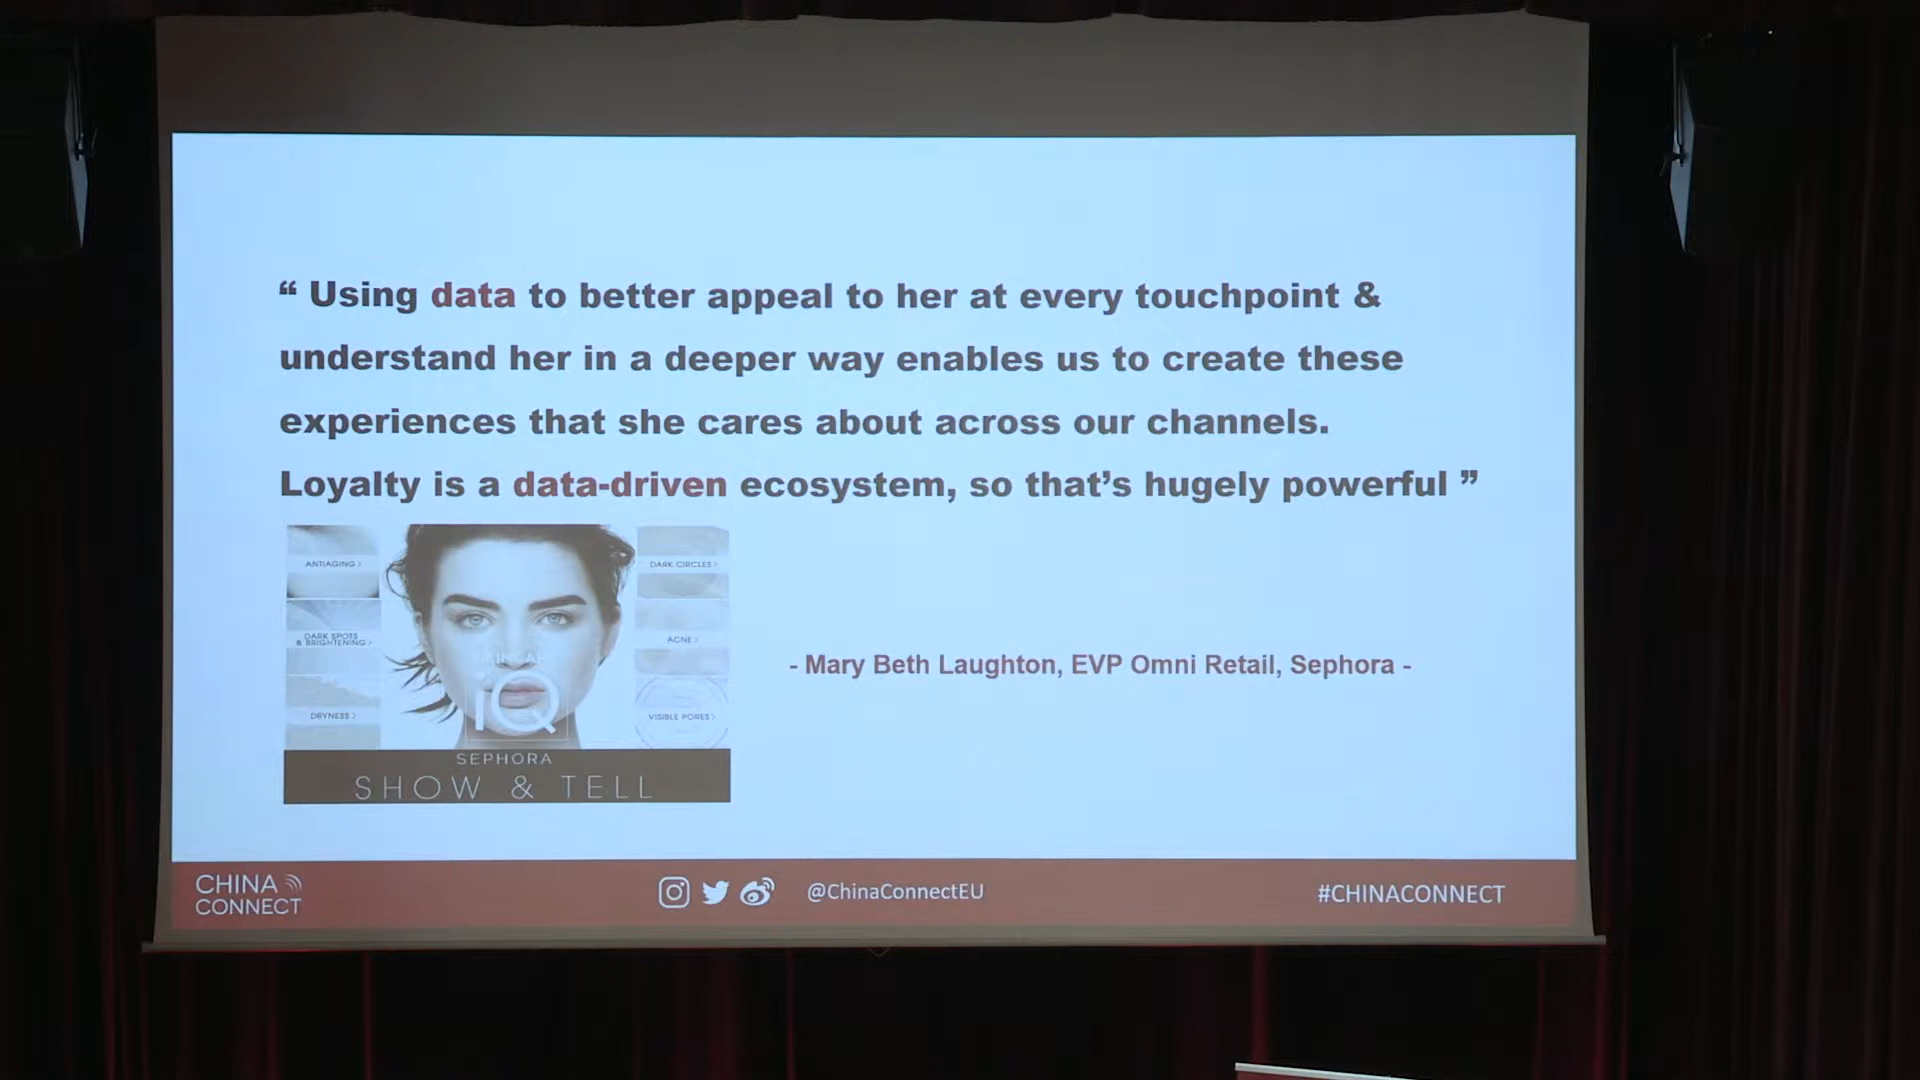 “ Using data to better appeal to her at every touchpoint &
understand her in a deeper way enables us to create these
experiences that she cares about across our channels.
Loyalty is a data-driven ecosystem, so that’s hugely powerful ”
ANTIAGING >
DARK SPOTS
& BRIGHTENING >
DRYNESS >
iQ
DARK CIRCLES >
ACNE >
VISIBLE PORES >
SEPHORA
SHOW & TELL
- Mary Beth Laughton, EVP Omni Retail, Sephora -
CHINA
CONNECT
@ChinaConnectEU
#CHINACONNECT